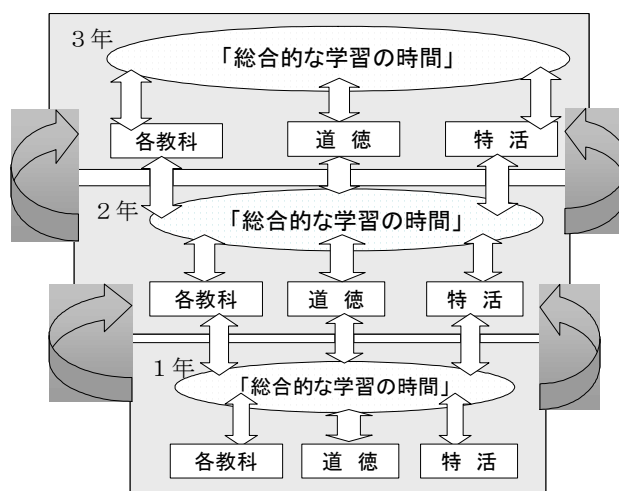 ３年
「総合的な学習の時間」
各教科
道 徳
特 活
２年
「総合的な学習の時間」
各教科
道 徳
特 活
１年
「総合的な学習の時間」
各教科
道 徳
特 活